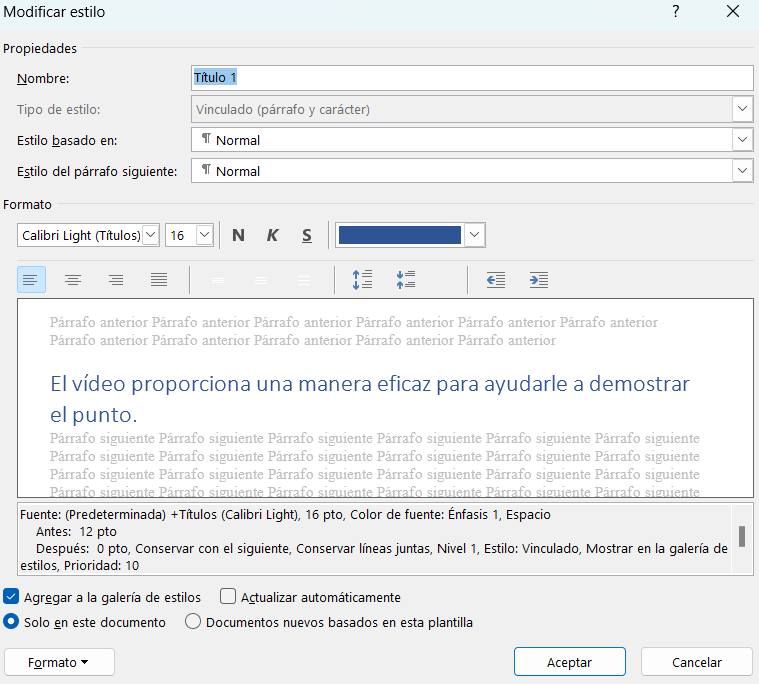 Modificar estilo
?
Propiedades
Nombre: Título 1
Tipo de estilo: Vinculado (párrafo y carácter)
Estilo basado en: ¶ Normal
Estilo del párrafo siguiente: ¶ Normal
Formato
Calibri Light (Títulos) 16 N K S
Párrafo anterior Párrafo anterior Párrafo anterior Párrafo anterior Párrafo anterior Párrafo anterior
Párrafo anterior Párrafo anterior Párrafo anterior Párrafo anterior Párrafo anterior
El vídeo proporciona una manera eficaz para ayudarle a demostrar
el punto.
Párrafo siguiente Párrafo siguiente Párrafo siguiente Párrafo siguiente Párrafo siguiente Párrafo siguiente
Párrafo siguiente Párrafo siguiente Párrafo siguiente Párrafo siguiente Párrafo siguiente Párrafo siguiente
Párrafo siguiente Párrafo siguiente Párrafo siguiente Párrafo siguiente Párrafo siguiente Párrafo siguiente
Párrafo siguiente Párrafo siguiente Párrafo siguiente Párrafo siguiente Párrafo siguiente Párrafo siguiente
Fuente: (Predeterminada) +Títulos (Calibri Light), 16 pto, Color de fuente: Énfasis 1, Espacio
Antes: 12 pto
Después: 0 pto, Conservar con el siguiente, Conservar líneas juntas, Nivel 1, Estilo: Vinculado, Mostrar en la galería de
estilos, Prioridad: 10
Agregar a la galería de estilos Actualizar automáticamente
Solo en este documento Documentos nuevos basados en esta plantilla
Formato Aceptar Cancelar